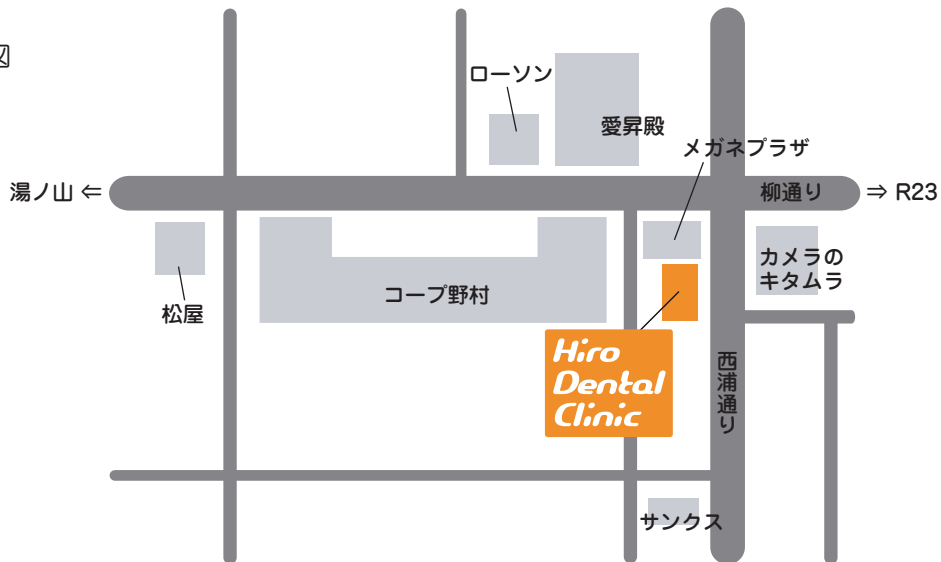 図
ローソン
愛昇殿
メガネプラザ
湯ノ山 ⇐
柳通り
⇒ R23
カメラの
キタムラ
松屋
コープ野村
Hiro
Dental
Clinic
西浦通り
サンクス